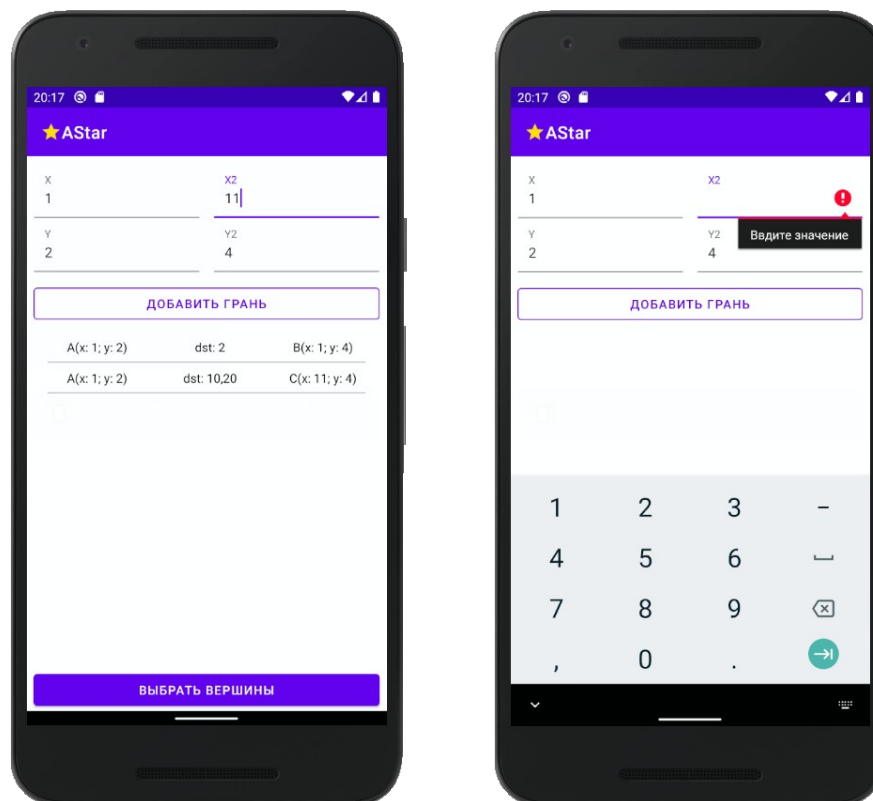 20:17
AStar
X X2
1 11
Y Y2
2 4
ДОБАВИТЬ ГРАНЬ
A(x: 1; y: 2) dst: 2 B(x: 1; y: 4)
A(x: 1; y: 2) dst: 10,20 C(x: 11; y: 4)
ВЫБРАТЬ ВЕРШИНЫ
20:17
AStar
X X2
1
Y Y2 Ввдите значение
2 4
ДОБАВИТЬ ГРАНЬ
1 2 3 -
4 5 6
7 8 9
, 0 .